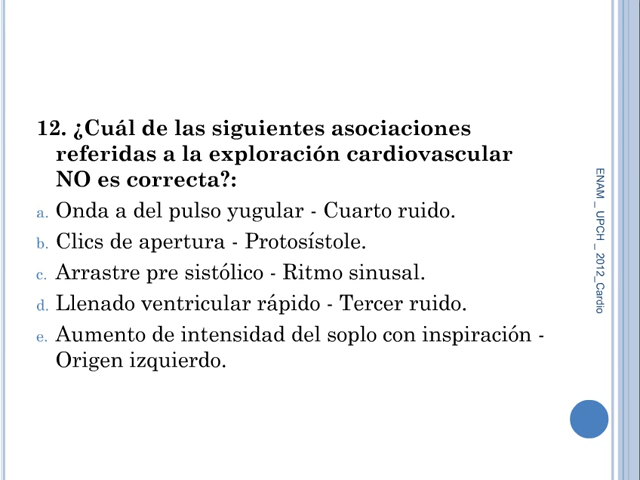 12. ¿Cuál de las siguientes asociaciones
referidas a la exploración cardiovascular
NO es correcta?:
a. Onda a del pulso yugular - Cuarto ruido.
b. Clics de apertura - Protosístole.
c. Arrastre pre sistólico - Ritmo sinusal.
d. Llenado ventricular rápido - Tercer ruido.
e. Aumento de intensidad del soplo con inspiración -
Origen izquierdo.
ENAM _ UPCH _ 2012_Cardio